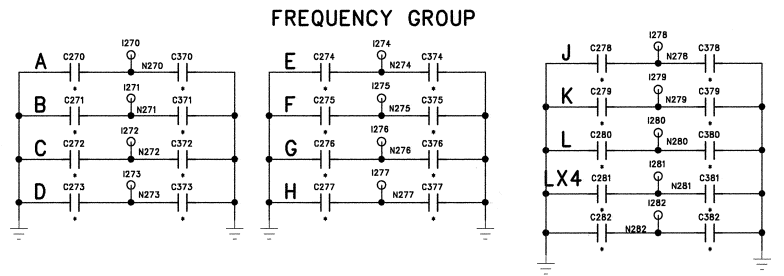 FREQUENCY GROUP
A C270 I270 N270 C370
B C271 I271 N271 C371
C C272 I272 N272 C372
D C273 I273 N273 C373
E C274 I274 N274 C374
F C275 I275 N275 C375
G C276 I276 N276 C376
H C277 I277 N277 C377
J C278 I278 N278 C378
K C279 I279 N279 C379
L C280 I280 N280 C380
LX4 C281 I281 N281 C381
C282 I282 N282 C382